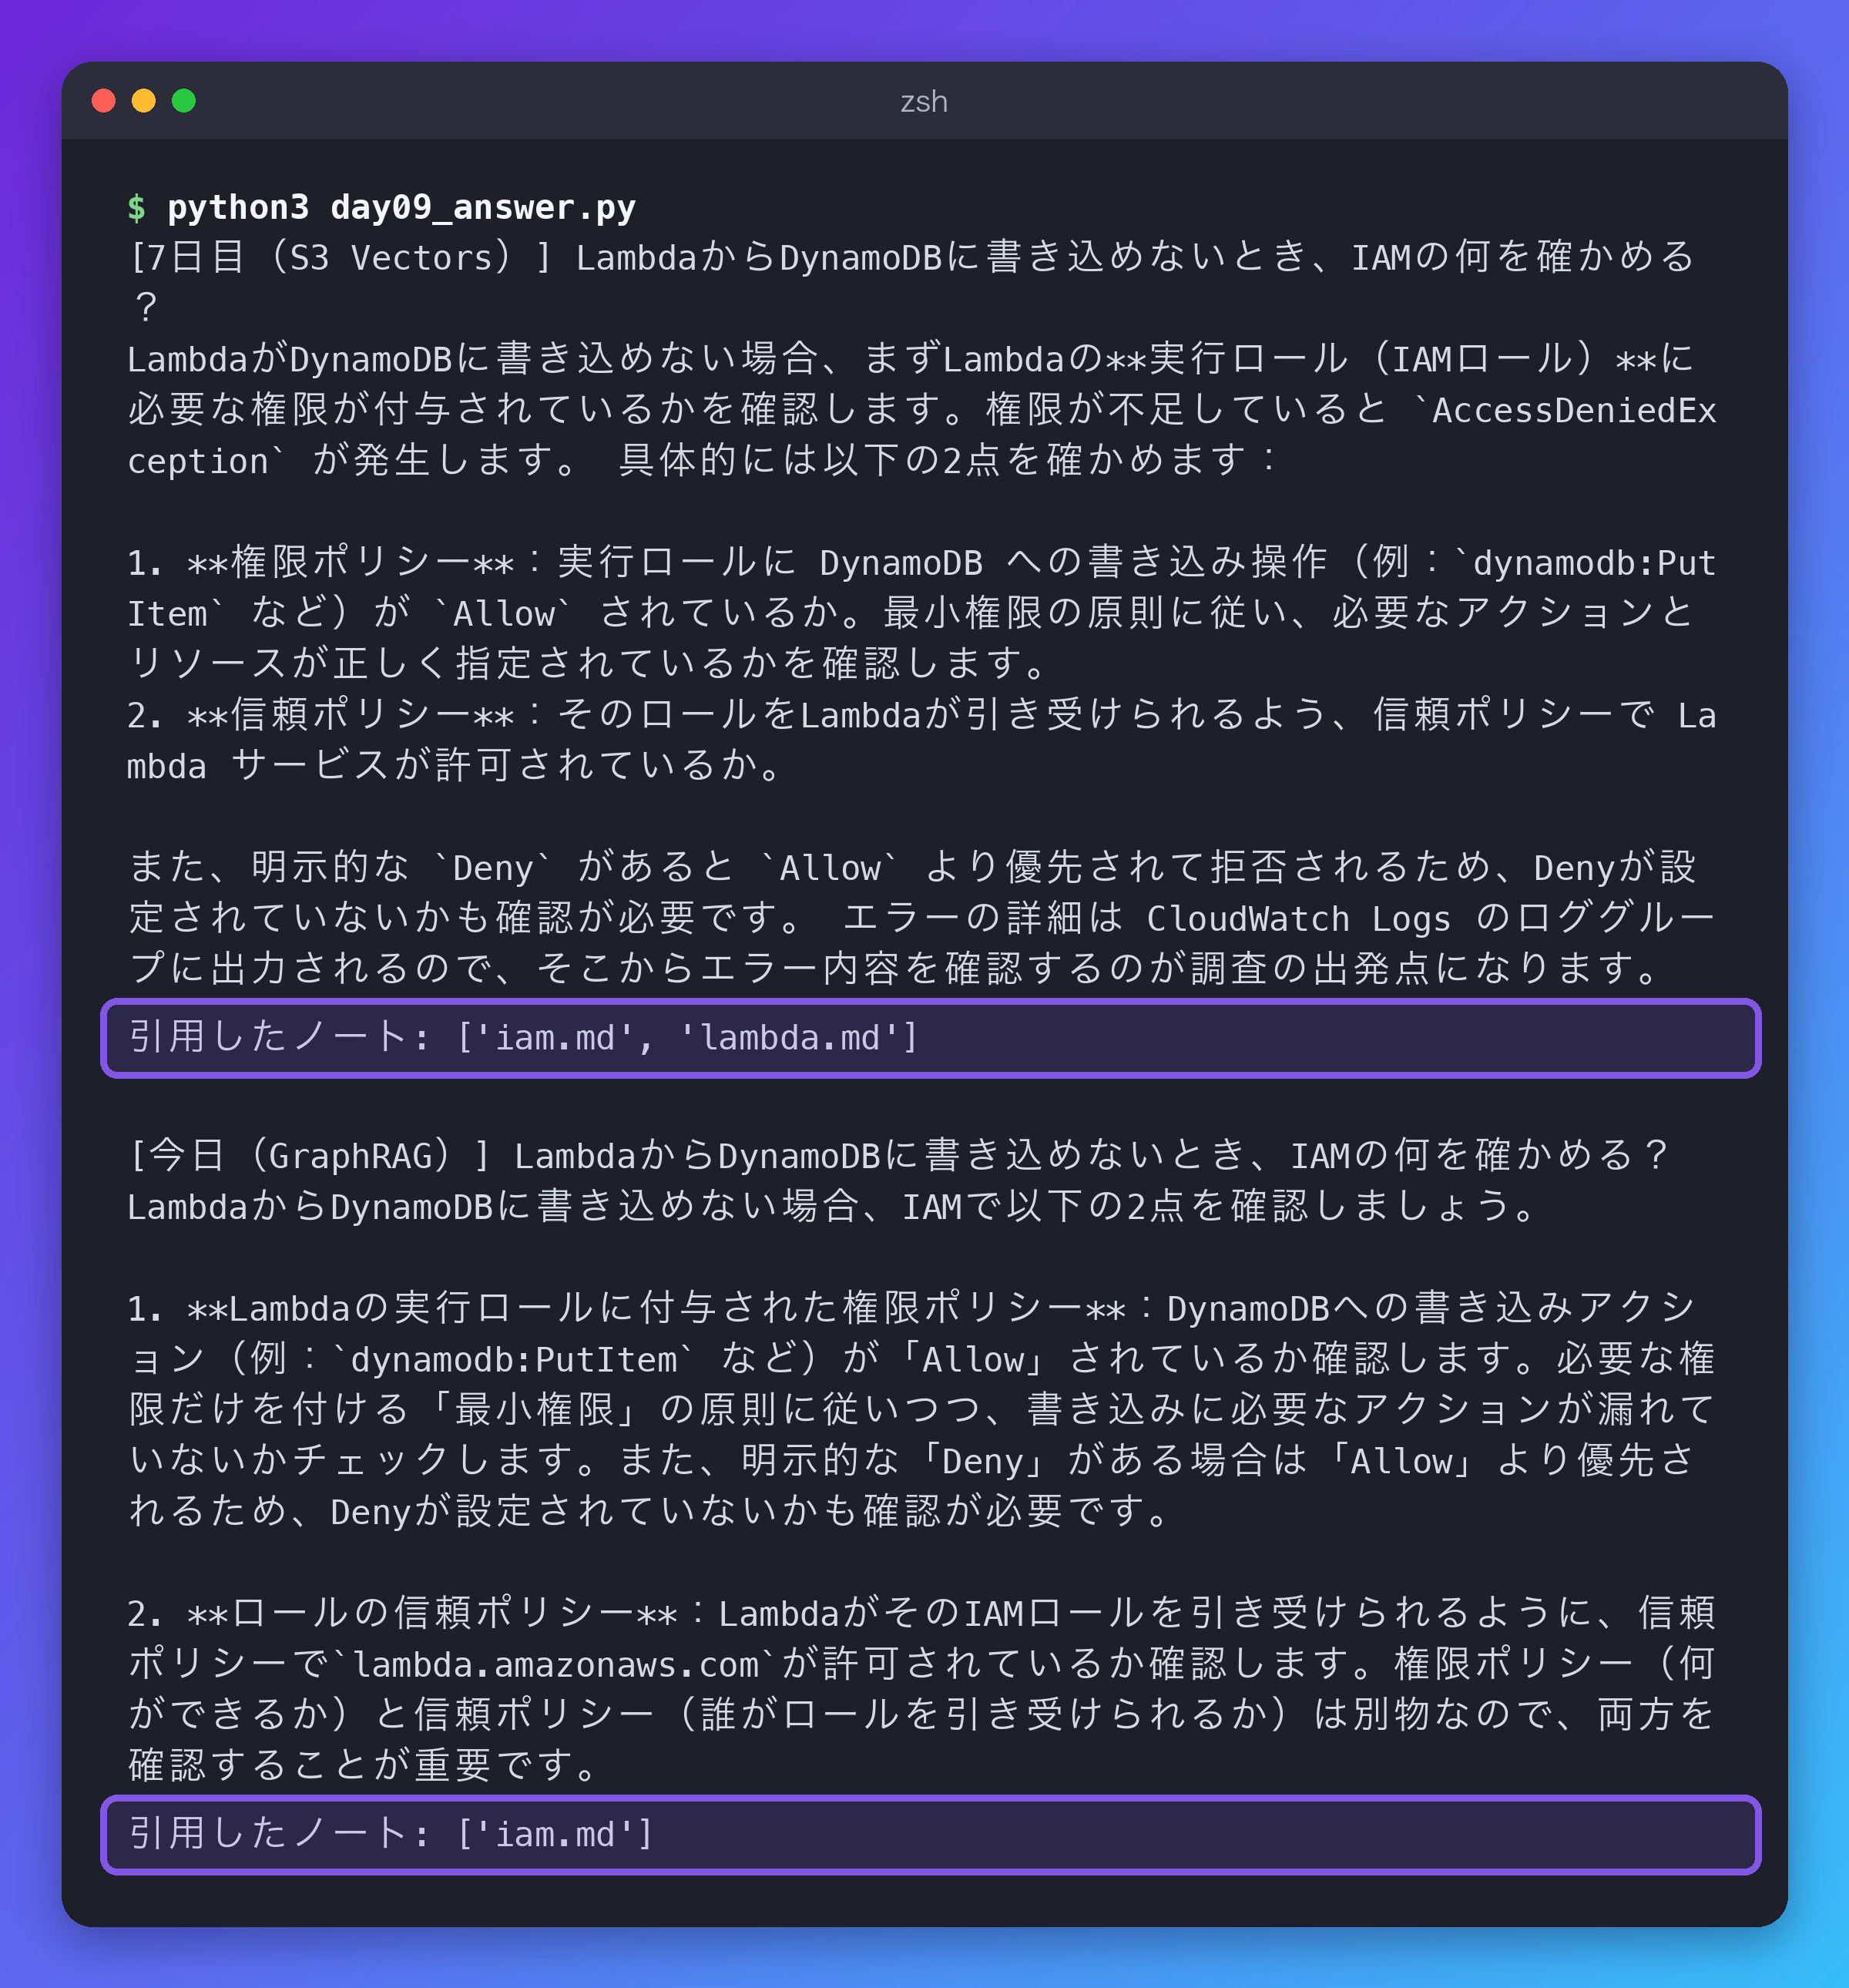 zsh
$ python3 day09_answer.py
[7日目（S3 Vectors）] LambdaからDynamoDBに書き込めないとき、IAMの何を確かめる
？
LambdaがDynamoDBに書き込めない場合、まずLambdaの**実行ロール（IAMロール）**に
必要な権限が付与されているかを確認します。権限が不足していると `AccessDeniedEx
ception` が発生します。 具体的には以下の2点を確かめます：
1. **権限ポリシー**：実行ロールに DynamoDB への書き込み操作（例：`dynamodb:Put
Item` など）が `Allow` されているか。最小権限の原則に従い、必要なアクションと
リソースが正しく指定されているかを確認します。
2. **信頼ポリシー**：そのロールをLambdaが引き受けられるよう、信頼ポリシーで La
mbda サービスが許可されているか。
また、明示的な `Deny` があると `Allow` より優先されて拒否されるため、Denyが設
定されていないかも確認が必要です。 エラーの詳細は CloudWatch Logs のロググルー
プに出力されるので、そこからエラー内容を確認するのが調査の出発点になります。
引用したノート: ['iam.md', 'lambda.md']
[今日（GraphRAG）] LambdaからDynamoDBに書き込めないとき、IAMの何を確かめる？
LambdaからDynamoDBに書き込めない場合、IAMで以下の2点を確認しましょう。
1. **Lambdaの実行ロールに付与された権限ポリシー**：DynamoDBへの書き込みアクシ
ョン（例：`dynamodb:PutItem` など）が「Allow」されているか確認します。必要な権
限だけを付ける「最小権限」の原則に従いつつ、書き込みに必要なアクションが漏れて
いないかチェックします。また、明示的な「Deny」がある場合は「Allow」より優先さ
れるため、Denyが設定されていないかも確認が必要です。
2. **ロールの信頼ポリシー**：LambdaがそのIAMロールを引き受けられるように、信頼
ポリシーで`lambda.amazonaws.com`が許可されているか確認します。権限ポリシー（何
ができるか）と信頼ポリシー（誰がロールを引き受けられるか）は別物なので、両方を
確認することが重要です。
引用したノート: ['iam.md']